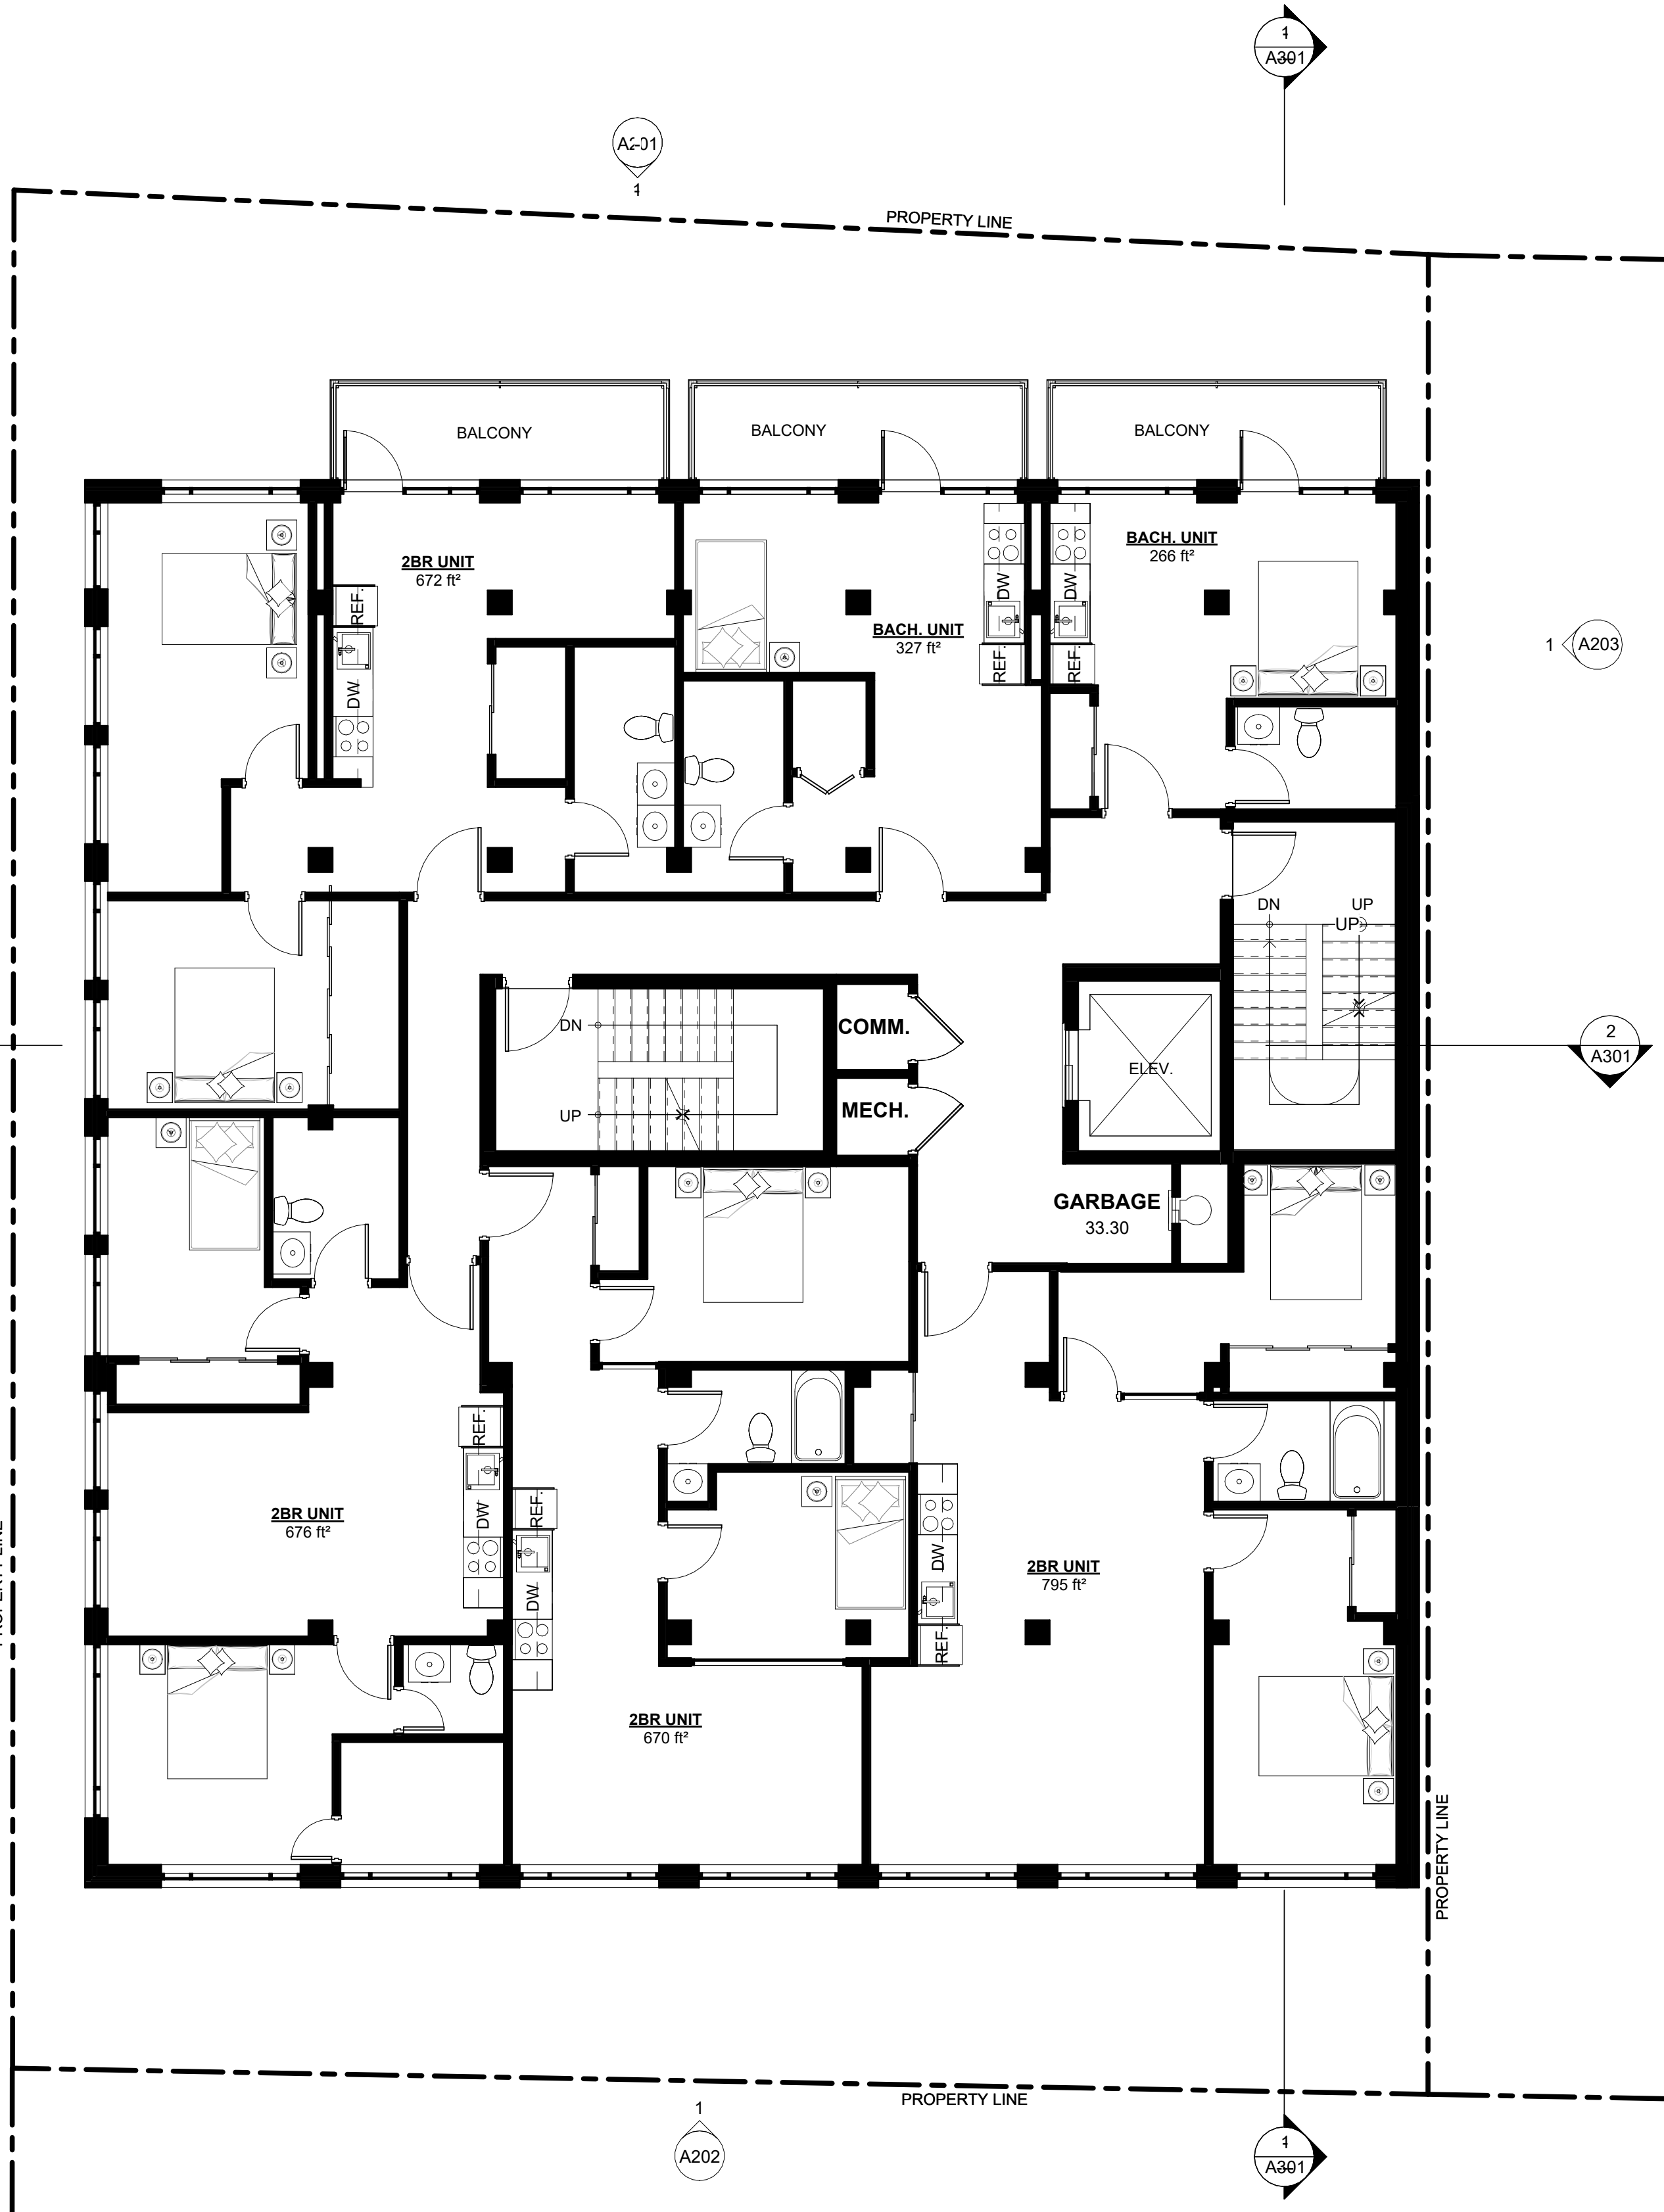 1
A301
A201
1
PROPERTY LINE
BALCONY
BALCONY
BALCONY
2BR UNIT
672 ft²
BACH. UNIT
266 ft²
BACH. UNIT
327 ft²
REF.
DW
DW
REF.
DW
REF.
1
A203
DN
UP
UP
DN
UP
COMM.
MECH.
ELEV.
2
A301
GARBAGE
33.30
REF.
DW
REF.
DW
DW
REF.
2BR UNIT
676 ft²
2BR UNIT
795 ft²
2BR UNIT
670 ft²
PROPERTY LINE
PROPERTY LINE
PROPERTY LINE
1
A202
1
A301